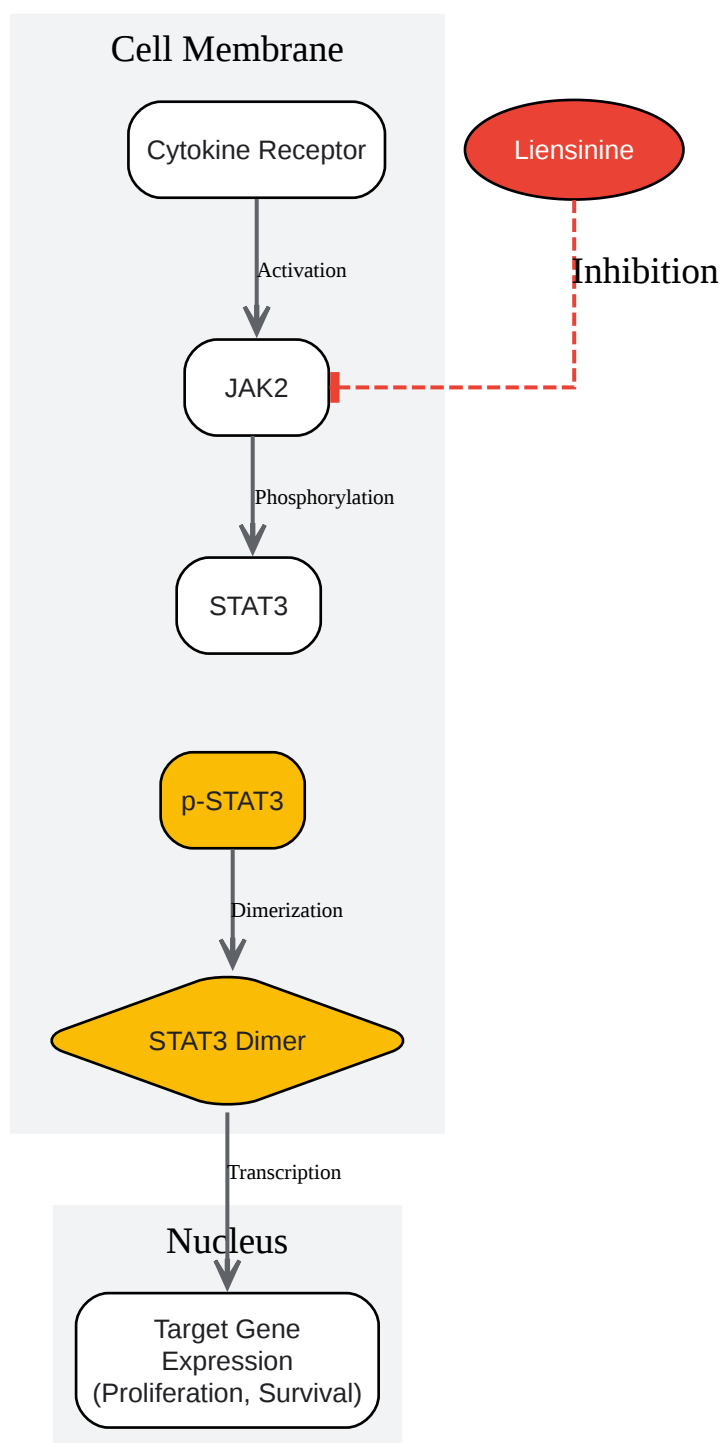 Cell Membrane
Cytokine Receptor
Liensinine
Activation
Inhibition
JAK2
Phosphorylation
STAT3
p-STAT3
Dimerization
STAT3 Dimer
Transcription
Nucleus
Target Gene
Expression
(Proliferation, Survival)